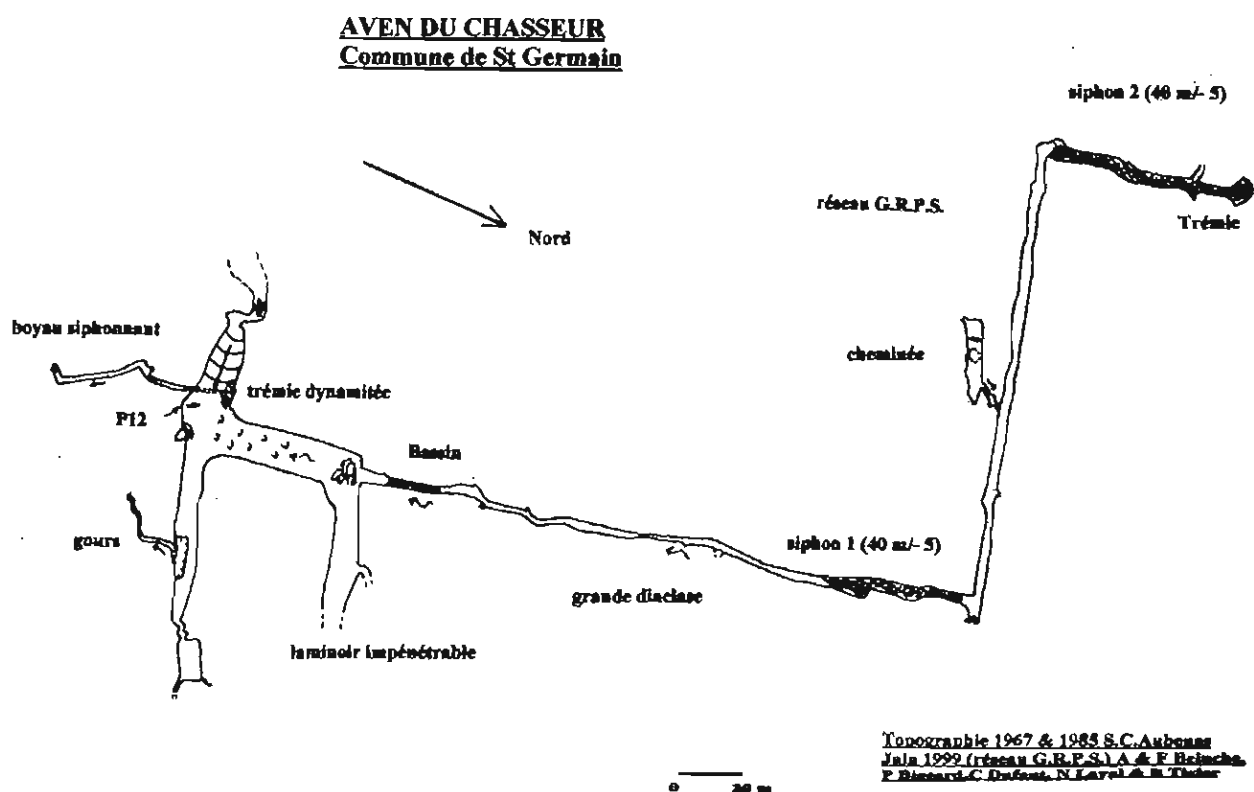 AVEN DU CHASSEUR
Commune de St Germain
siphon 2 (40 m/- 5)
réseau G.R.P.S.
Trémie
Nord
boyau siphonnant
cheminée
trémie dynamitée
P12
Bassin
gours
siphon 1 (40 m/- 5)
grande diaclase
laminoir impénétrable
Topographie 1967 & 1985 S.C.Aubenas
Juin 1999 (réseau G.R.P.S.) A & F
P C Dufant, N &
0 20 m